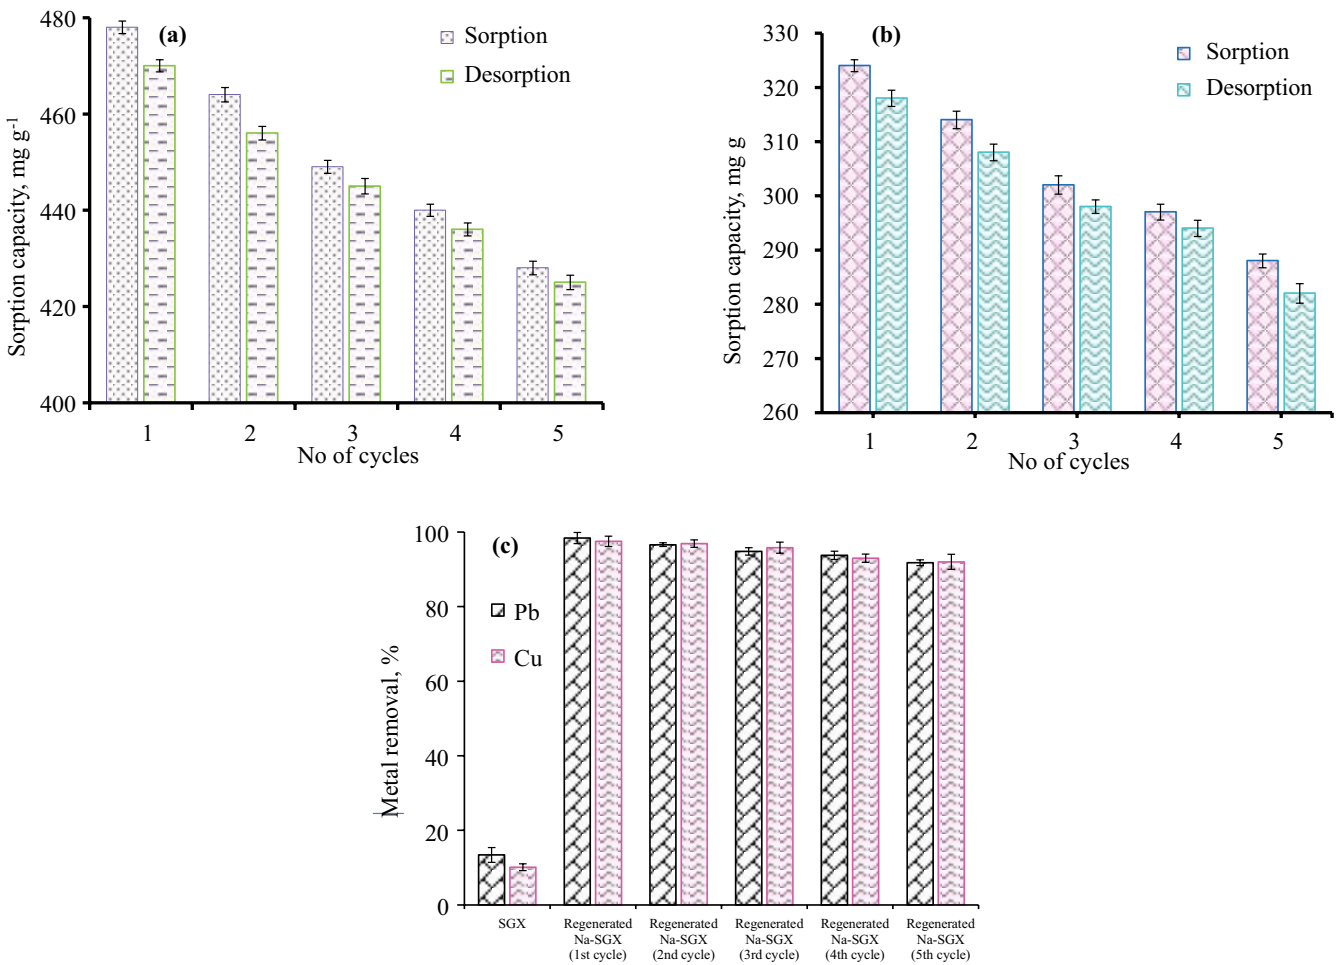 (a)
Sorption
Desorption
480
460
440
420
400
Sorption capacity, mg g-1
1 2 3 4 5
No of cycles
(b)
Sorption
Desorption
330
320
310
300
290
280
270
260
Sorption capacity, mg g
1 2 3 4 5
No of cycles
(c)
Pb
Cu
100
80
60
40
20
0
Metal removal, %
SGX
Regenerated
Na-SGX
(1st cycle)
Regenerated
Na-SGX
(2nd cycle)
Regenerated
Na-SGX
(3rd cycle)
Regenerated
Na-SGX
(4th cycle)
Regenerated
Na-SGX
(5th cycle)